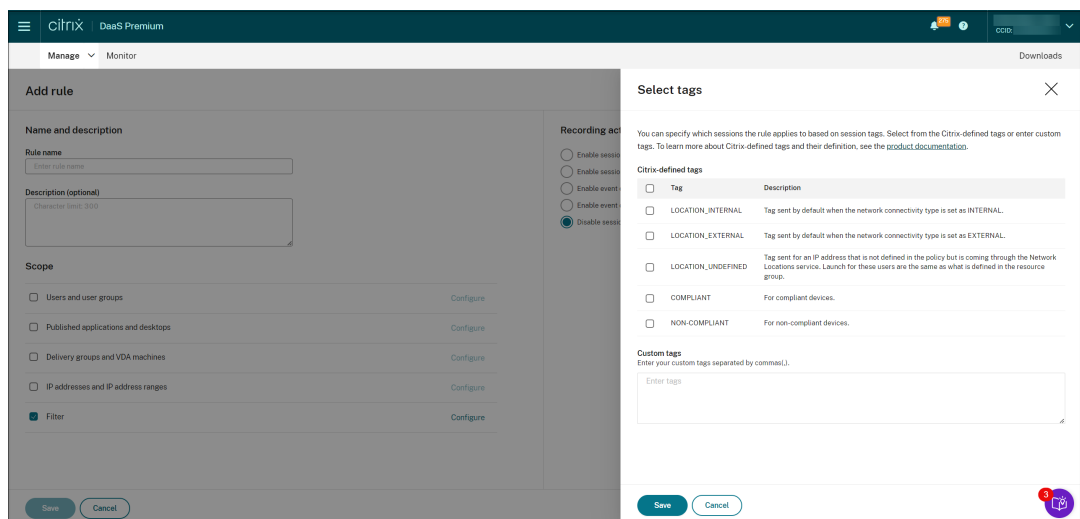 citrix DaaS Premium
275
CCID:
Manage Monitor Downloads
Add rule
Name and description
Rule name
Enter rule name
Description (optional)
Character limit: 350
Scope
Users and user groups Configure
Published applications and desktops Configure
Delivery groups and VDA machines Configure
IP addresses and IP address ranges Configure
Filter Configure
Save Cancel
Recording act
Enable sessio
Enable sessio
Enable event
Enable event
Disable sessi
Select tags
You can specify which sessions the rule applies to based on session tags. Select from the Citrix-defined tags or enter custom
tags. To learn more about Citrix-defined tags and their definition, see the product documentation.
Citrix-defined tags
Tag Description
LOCATION_INTERNAL Tag sent by default when the network connectivity type is set as INTERNAL.
LOCATION_EXTERNAL Tag sent by default when the network connectivity type is set as EXTERNAL.
LOCATION_UNDEFINED Tag sent for an IP address that is not defined in the policy but is coming through the Network
Locations service. Launch for these users are the same as what is defined in the resource
group.
COMPLIANT For compliant devices.
NON-COMPLIANT For non-compliant devices.
Custom tags
Enter your custom tags separated by commas(,).
Enter tags
Save Cancel
3